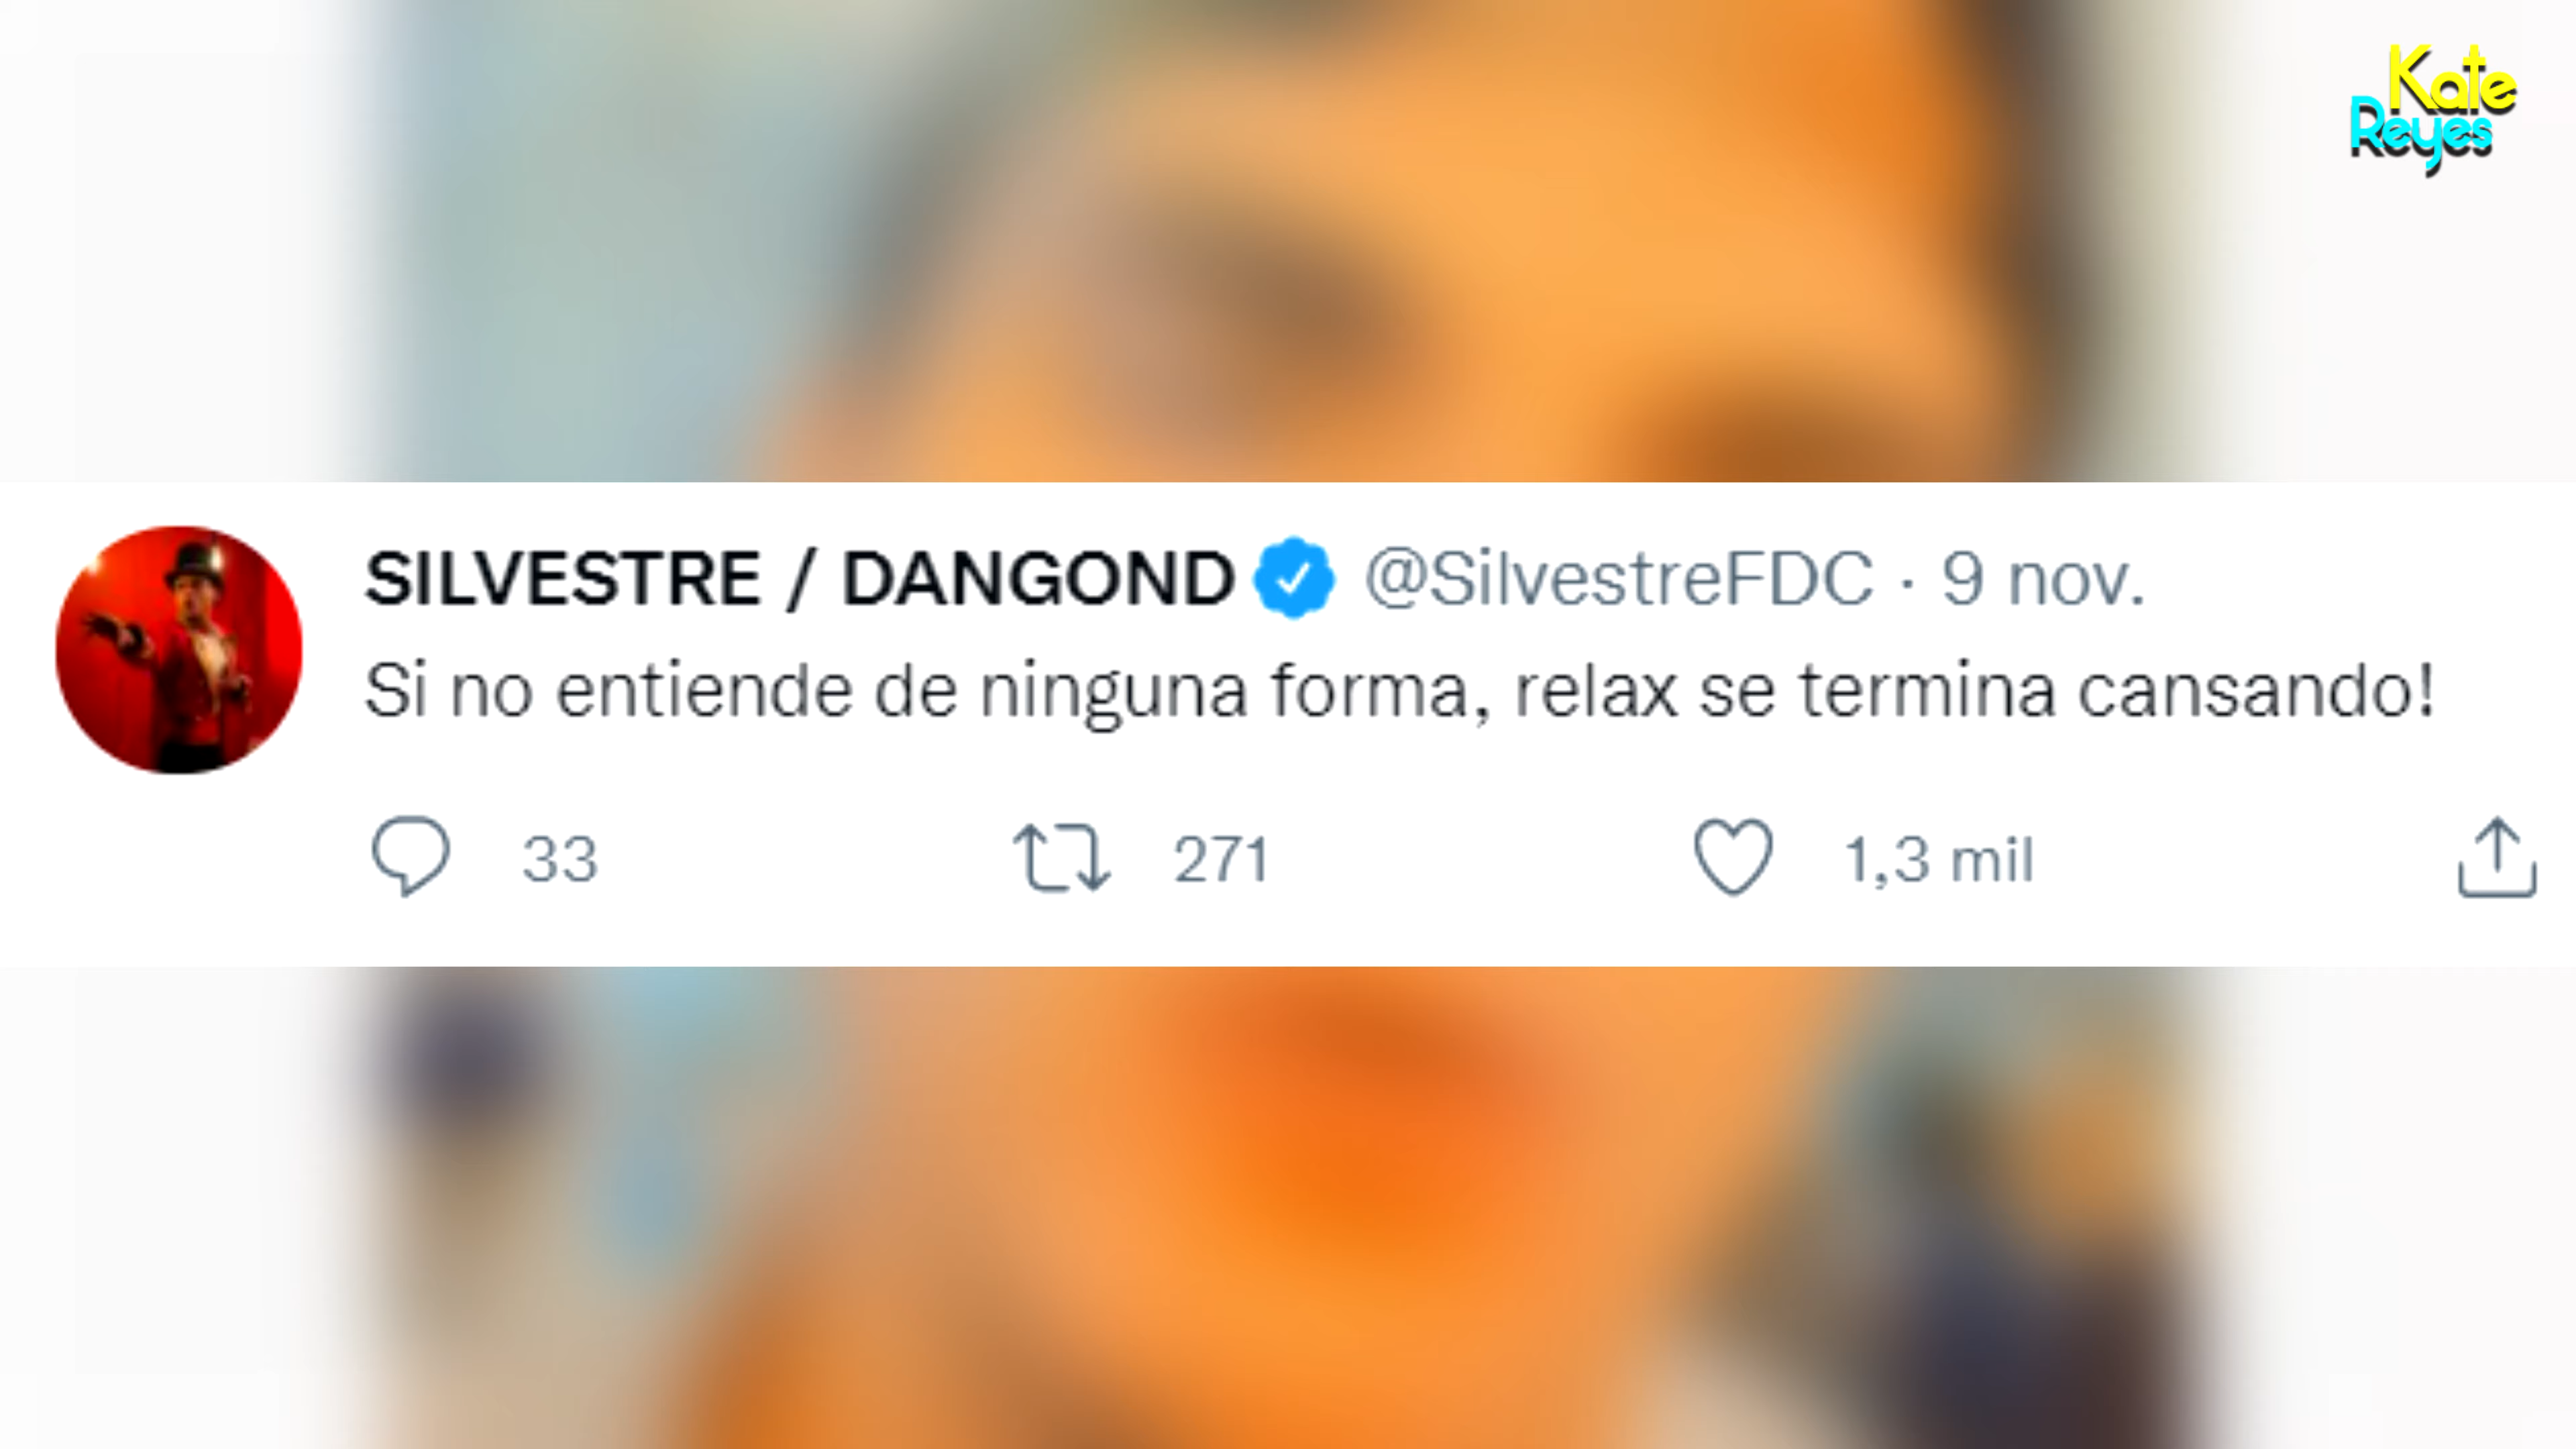 Kate
Reyes
SILVESTRE / DANGOND @SilvestreFDC · 9 nov.
Si no entiende de ninguna forma, relax se termina cansando!
33 271 1,3 mil